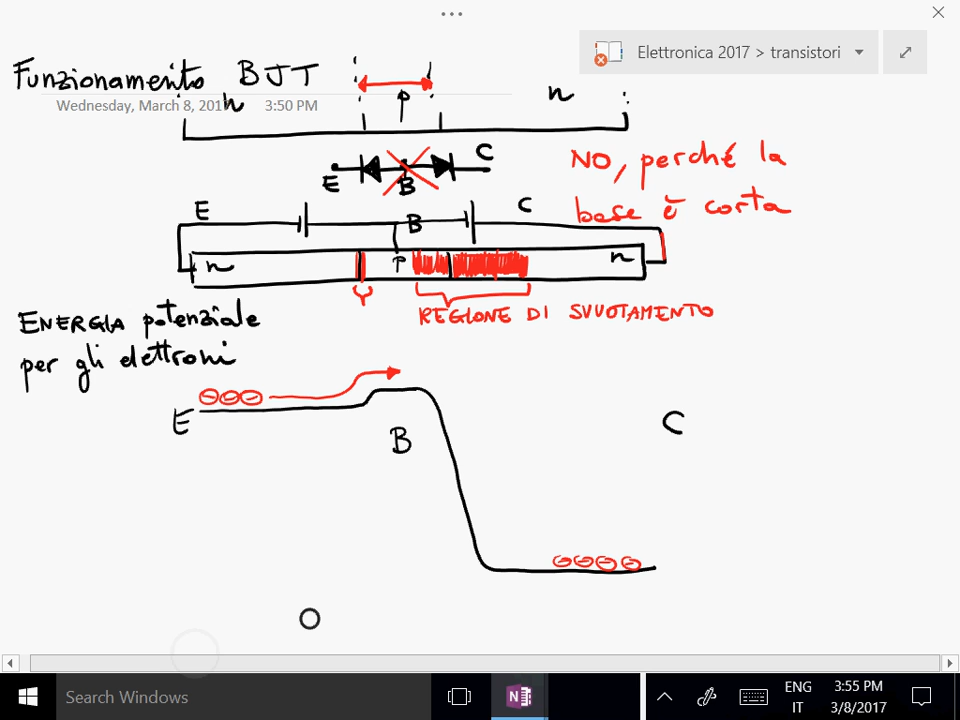 Elettronica 2017 > transistori
Funzionamento BJT
Wednesday, March 8, 2017 3:50 PM
n p n
E B C
NO, perché la
base è corta
E B C
n p n
REGIONE DI SVUOTAMENTO
ENERGIA potenziale
per gli elettroni
E B C
Search Windows
N
ENG 3:55 PM
IT 3/8/2017